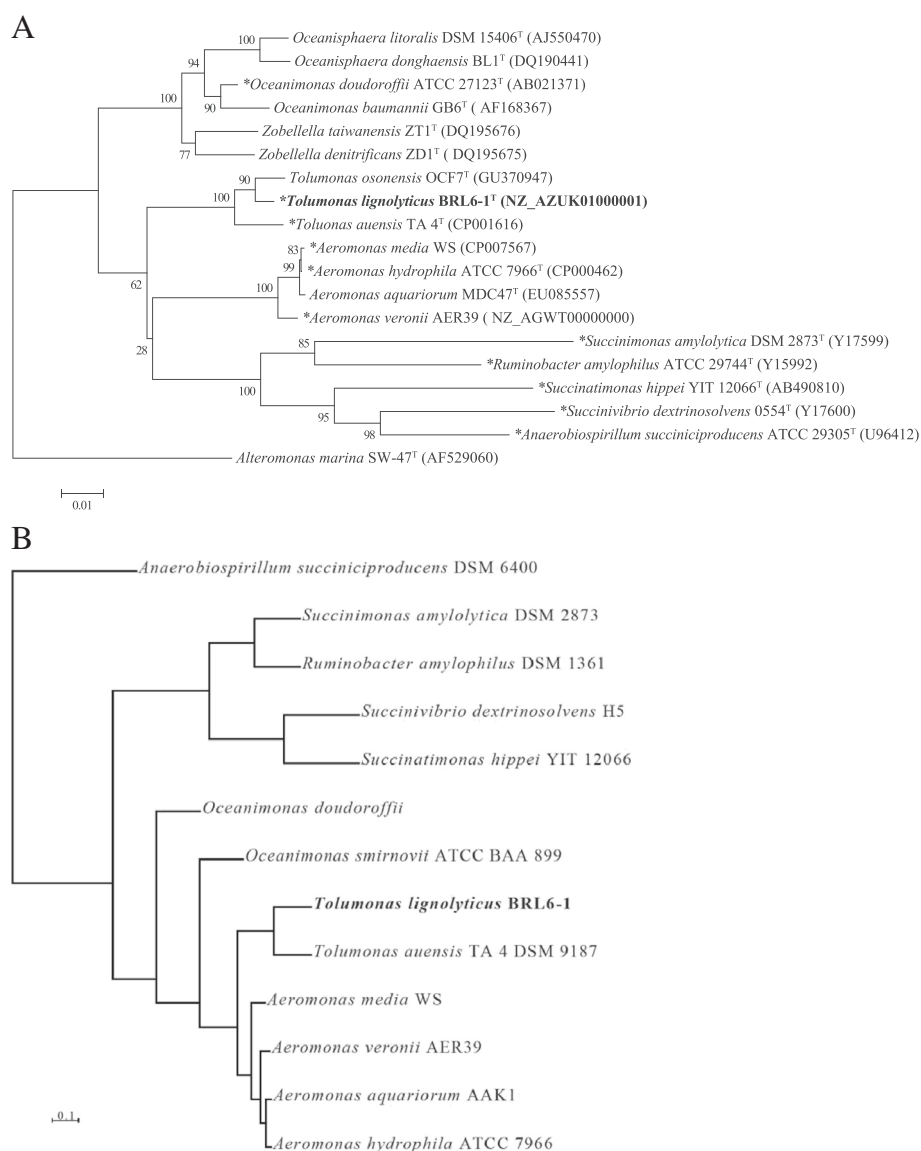 A
Oceanisphaera litoralis DSM 15406ᵀ (AJ550470)
100
Oceanisphaera donghaensis BL1ᵀ (DQ190441)
94
*Oceanimonas doudoroffii ATCC 27123ᵀ (AB021371)
100
90
Oceanimonas baumannii GB6ᵀ ( AF168367)
Zobellella taiwanensis ZT1ᵀ (DQ195676)
77
Zobellella denitrificans ZD1ᵀ ( DQ195675)
Tolumonas osonensis OCF7ᵀ (GU370947)
90
*Tolumonas lignolyticus BRL6-1ᵀ (NZ_AZUK01000001)
100
*Toluonas auensis TA 4ᵀ (CP001616)
83
*Aeromonas media WS (CP007567)
99
*Aeromonas hydrophila ATCC 7966ᵀ (CP000462)
62
100
Aeromonas aquariorum MDC47ᵀ (EU085557)
*Aeromonas veronii AER39 ( NZ_AGWT00000000)
28
85
*Succinimonas amylolytica DSM 2873ᵀ (Y17599)
*Ruminobacter amylophilus ATCC 29744ᵀ (Y15992)
100
*Succinatimonas hippei YIT 12066ᵀ (AB490810)
95
*Succinivibrio dextrinosolvens 0554ᵀ (Y17600)
98
*Anaerobiospirillum succiniciproducens ATCC 29305ᵀ (U96412)
Alteromonas marina SW-47ᵀ (AF529060)
0.01
B
Anaerobiospirillum succiniciproducens DSM 6400
Succinimonas amylolytica DSM 2873
Ruminobacter amylophilus DSM 1361
Succinivibrio dextrinosolvens H5
Succinatimonas hippei YIT 12066
Oceanimonas doudoroffii
Oceanimonas smirnovii ATCC BAA 899
Tolumonas lignolyticus BRL6-1
Tolumonas auensis TA 4 DSM 9187
Aeromonas media WS
Aeromonas veronii AER39
Aeromonas aquariorum AAK1
0.1
Aeromonas hydrophila ATCC 7966